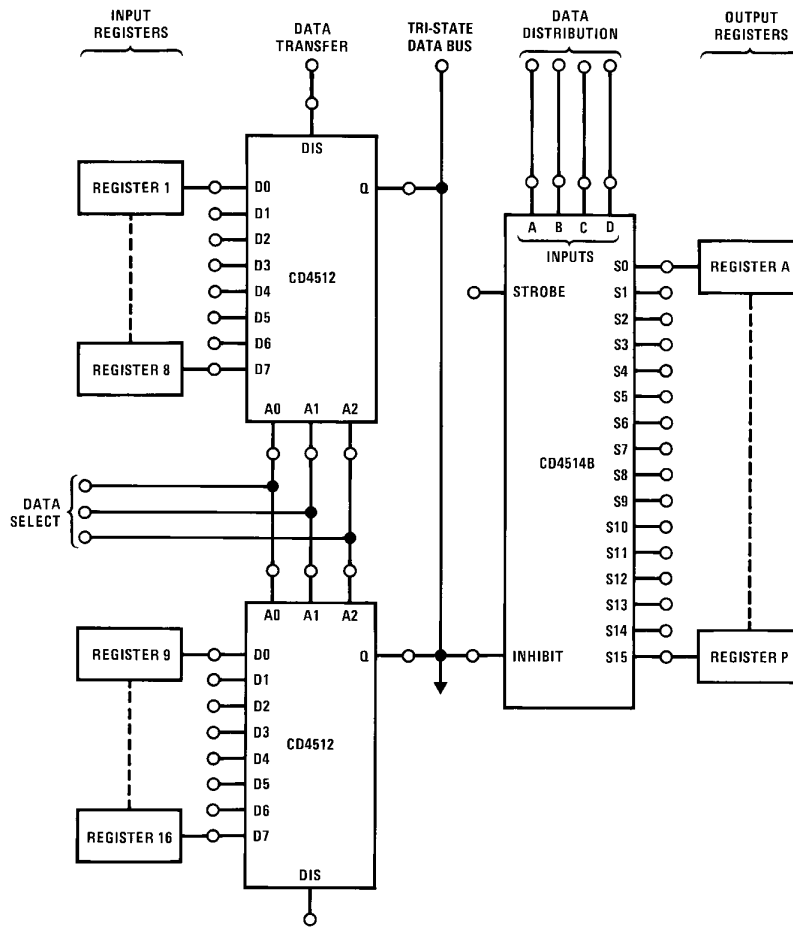 INPUT
REGISTERS
DATA
TRANSFER
TRI-STATE
DATA BUS
DATA
DISTRIBUTION
OUTPUT
REGISTERS
DIS
REGISTER 1
D0
Q
D1
D2
D3
CD4512
D4
D5
D6
REGISTER 8
D7
A0 A1 A2
A B C D
INPUTS
STROBE
CD4514B
INHIBIT
S0
S1
S2
S3
S4
S5
S6
S7
S8
S9
S10
S11
S12
S13
S14
S15
REGISTER A
REGISTER P
DATA
SELECT
A0 A1 A2
REGISTER 9
D0
Q
D1
D2
D3
CD4512
D4
D5
D6
REGISTER 16
D7
DIS